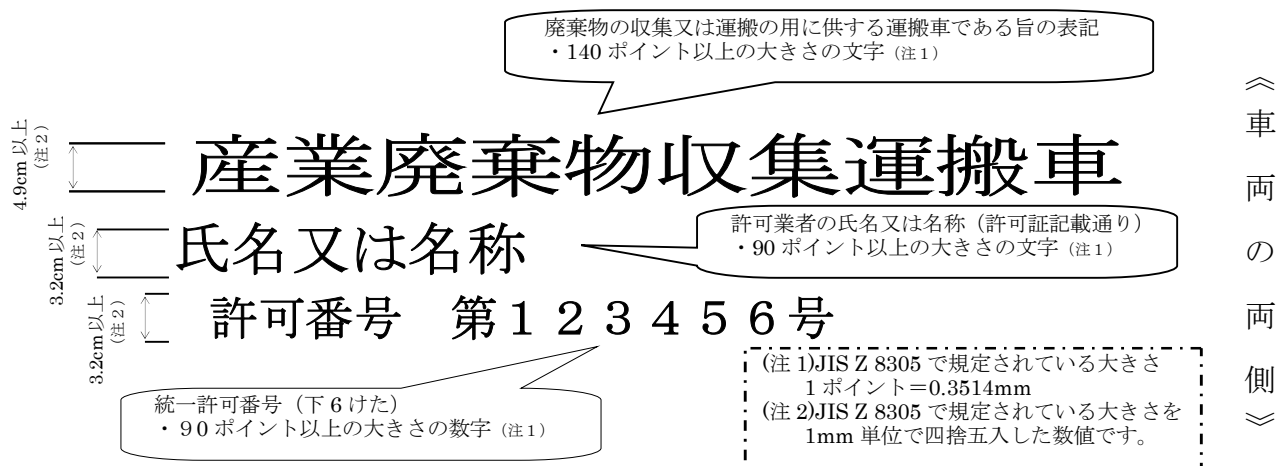 廃棄物の収集又は運搬の用に供する運搬車である旨の表記
・140 ポイント以上の大きさの文字 (注１)
4.9cm 以上
(注２)
産業廃棄物収集運搬車
3.2cm 以上
(注２)
氏名又は名称
許可業者の氏名又は名称（許可証記載通り）
・90 ポイント以上の大きさの文字 (注１)
3.2cm 以上
(注２)
許可番号　第１２３４５６号
統一許可番号（下６けた）
・９０ポイント以上の大きさの数字 (注１)
(注 1)JIS Z 8305 で規定されている大きさ
1 ポイント＝0.3514mm
(注 2)JIS Z 8305 で規定されている大きさを
1mm 単位で四捨五入した数値です。
《車両の両側》